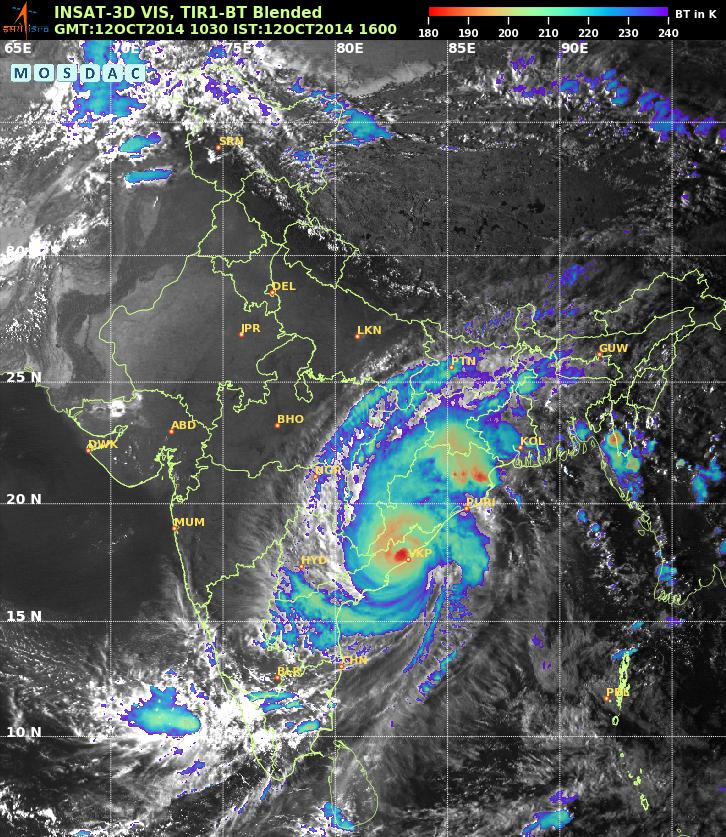 INSAT-3D VIS, TIR1-BT Blended
GMT:12OCT2014 1030 IST:12OCT2014 1600
BT in K
180 190 200 210 220 230 240
65E 70E 75E 80E 85E 90E
MOSDAC
SRN
DEL
JPR
LKN
GUW
PTN
25 N
ABD
BHO
DWK
KOL
NGP
20 N
PURI
MUM
VKP
HYD
15 N
CHN
BLR
PBL
10 N